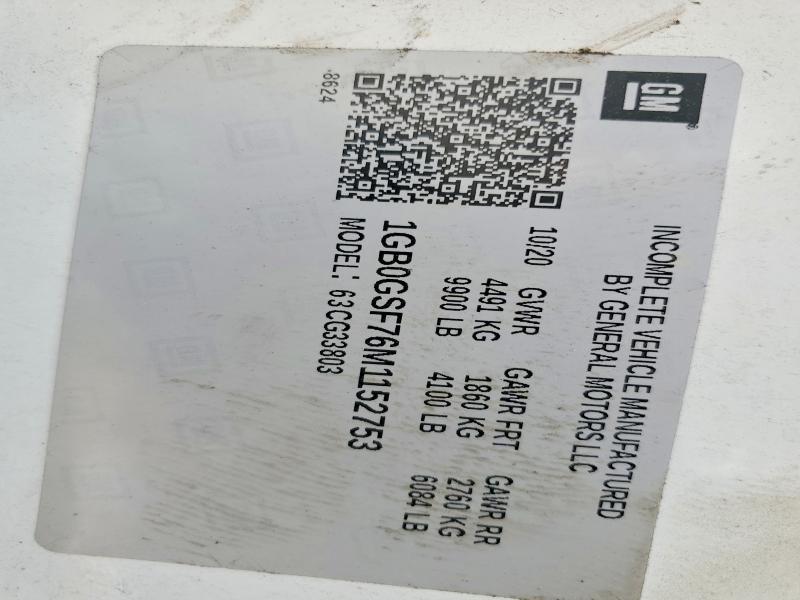 GM
INCOMPLETE VEHICLE MANUFACTURED
BY GENERAL MOTORS LLC
10/20 GVWR GAWR FRT GAWR RR
4491 KG 1860 KG 2760 KG
9900 LB 4100 LB 6084 LB
1GB0GSF76M1152753
MODEL: 63CG33803
-8624